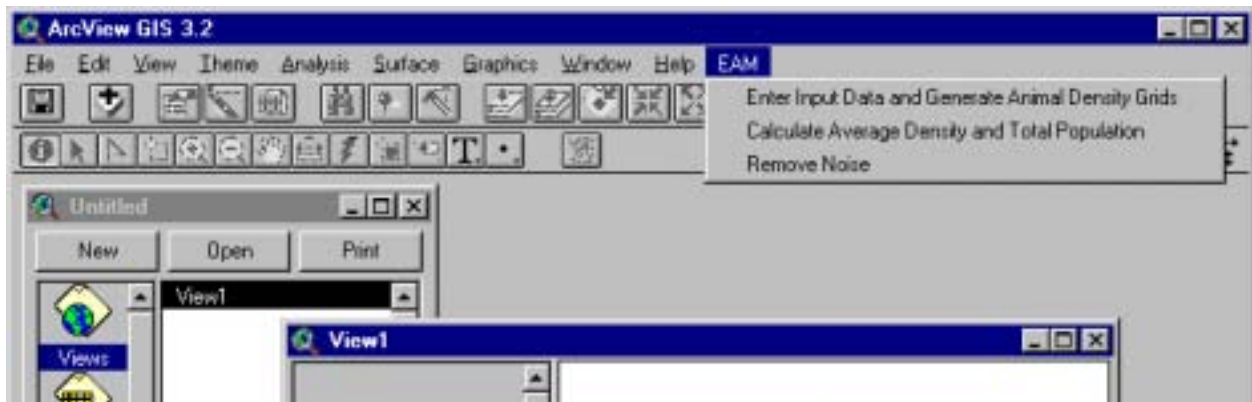 ArcView GIS 3.2
File Edit View Theme Analysis Surface Graphics Window Help EAM
Enter Input Data and Generate Animal Density Grids
Calculate Average Density and Total Population
Remove Noise
T.
Untitled
New Open Print
View1
View1
Views